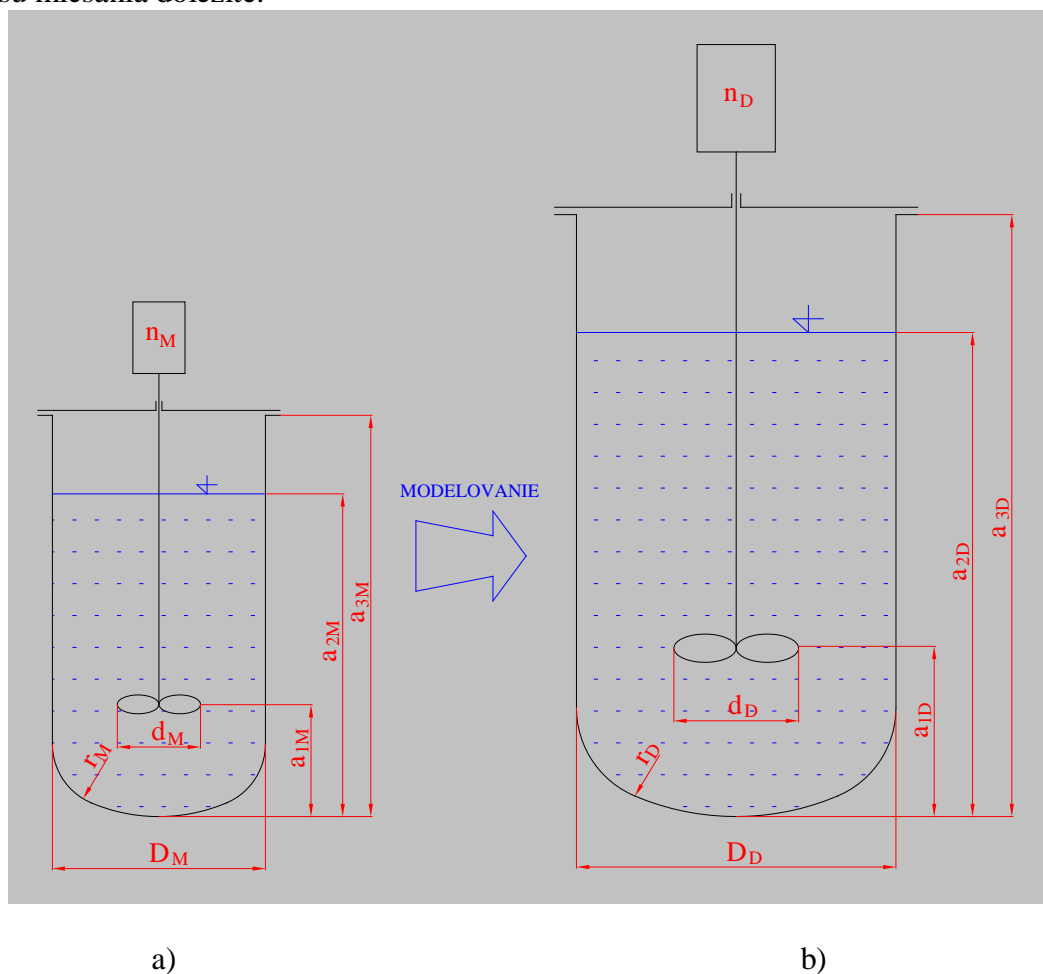 n_D
n_M
MODELOVANIE
a_3D
a_2D
a_3M
a_2M
d_D
a_1D
d_M
a_1M
r_M
r_D
D_M
D_D
a)
b)